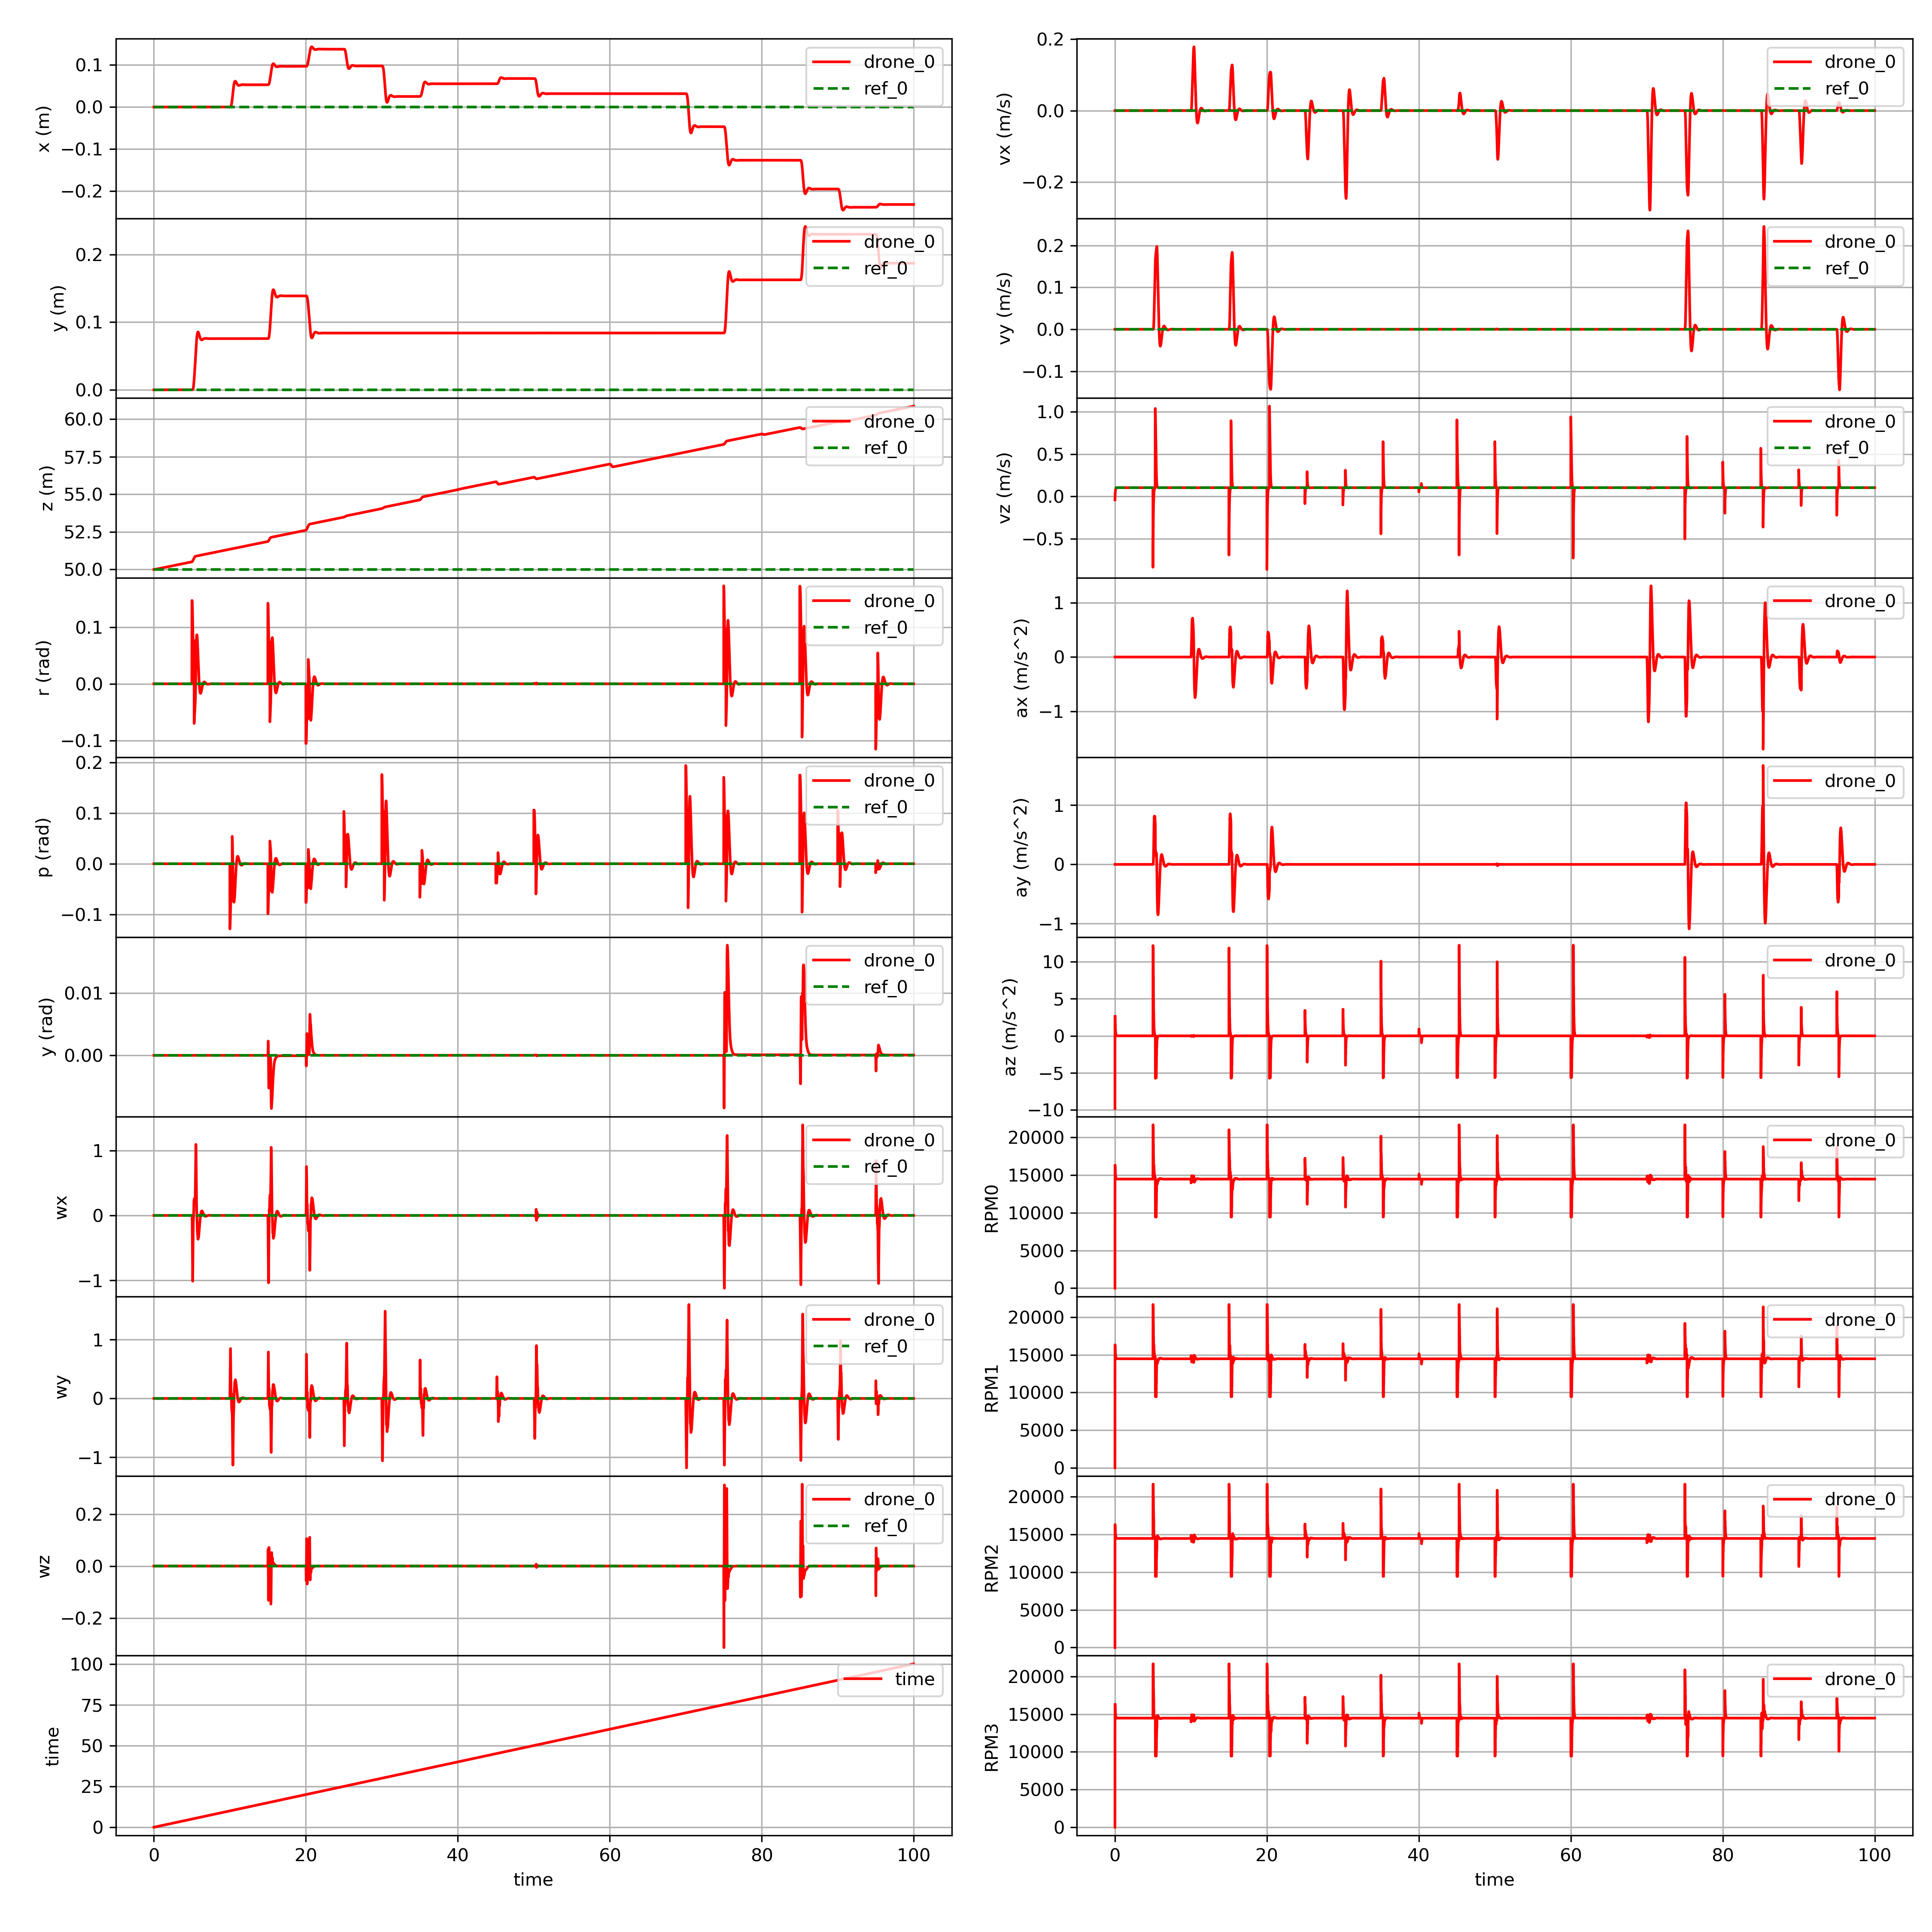 0.1
0.0
−0.1
−0.2
x (m)
drone_0
ref_0
0.2
0.1
0.0
y (m)
drone_0
ref_0
60.0
57.5
55.0
52.5
50.0
z (m)
drone_0
ref_0
0.1
0.0
−0.1
r (rad)
drone_0
ref_0
0.2
0.1
0.0
−0.1
p (rad)
drone_0
ref_0
0.01
0.00
y (rad)
drone_0
ref_0
1
0
−1
wx
drone_0
ref_0
1
0
−1
wy
drone_0
ref_0
0.2
0.0
−0.2
wz
drone_0
ref_0
100
75
50
25
0
time
time
0 20 40 60 80 100
time
0.2
0.0
−0.2
vx (m/s)
drone_0
ref_0
0.2
0.1
0.0
−0.1
vy (m/s)
drone_0
ref_0
1.0
0.5
0.0
−0.5
vz (m/s)
drone_0
ref_0
1
0
−1
ax (m/s^2)
drone_0
1
0
−1
ay (m/s^2)
drone_0
10
5
0
−5
−10
az (m/s^2)
drone_0
20000
15000
10000
5000
0
RPM0
drone_0
20000
15000
10000
5000
0
RPM1
drone_0
20000
15000
10000
5000
0
RPM2
drone_0
20000
15000
10000
5000
0
RPM3
drone_0
0 20 40 60 80 100
time